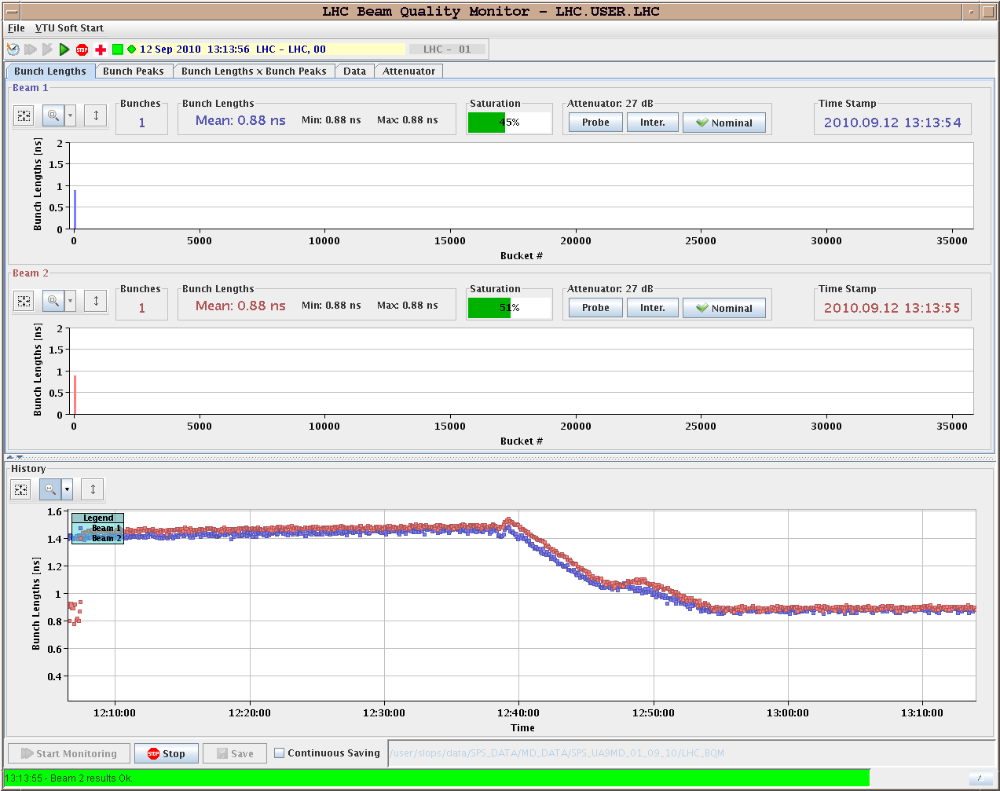 LHC Beam Quality Monitor - LHC.USER.LHC
File VTU Soft Start
STOP 12 Sep 2010 13:13:56 LHC - LHC, 00 LHC - 01
Bunch Lengths Bunch Peaks Bunch Lengths x Bunch Peaks Data Attenuator
Beam 1
Bunches Bunch Lengths Saturation Attenuator: 27 dB Time Stamp
1 Mean: 0.88 ns Min: 0.88 ns Max: 0.88 ns 45% Probe Inter. Nominal 2010.09.12 13:13:54
Bunch Lengths [ns]
2
1.5
1
0.5
0
0 5000 10000 15000 20000 25000 30000 35000
Bucket #
Beam 2
Bunches Bunch Lengths Saturation Attenuator: 27 dB Time Stamp
1 Mean: 0.88 ns Min: 0.88 ns Max: 0.88 ns 51% Probe Inter. Nominal 2010.09.12 13:13:55
Bunch Lengths [ns]
2
1.5
1
0.5
0
0 5000 10000 15000 20000 25000 30000 35000
Bucket #
History
Bunch Lengths [ns]
1.6
1.4
1.2
1
0.8
0.6
0.4
Legend
Beam 1
Beam 2
12:10:00 12:20:00 12:30:00 12:40:00 12:50:00 13:00:00 13:10:00
Time
Start Monitoring STOP Stop Save Continuous Saving /user/slops/data/SPS_DATA/MD_DATA/SPS_UA9MD_01_09_10/LHC_BQM
13:13:55 - Beam 2 results Ok.